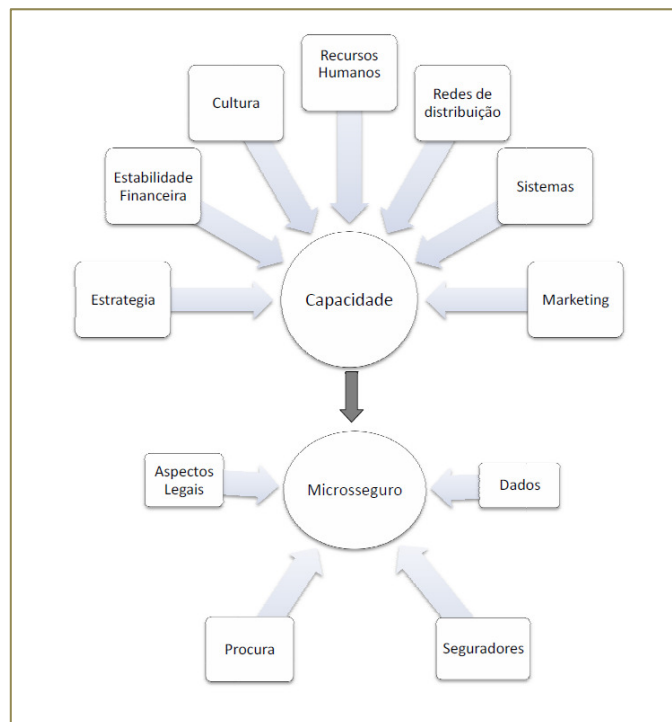 Recursos
Humanos
Cultura
Redes de
distribuição
Estabilidade
Financeira
Sistemas
Estrategia
Capacidade
Marketing
Aspectos
Legais
Microsseguro
Dados
Procura
Seguradores